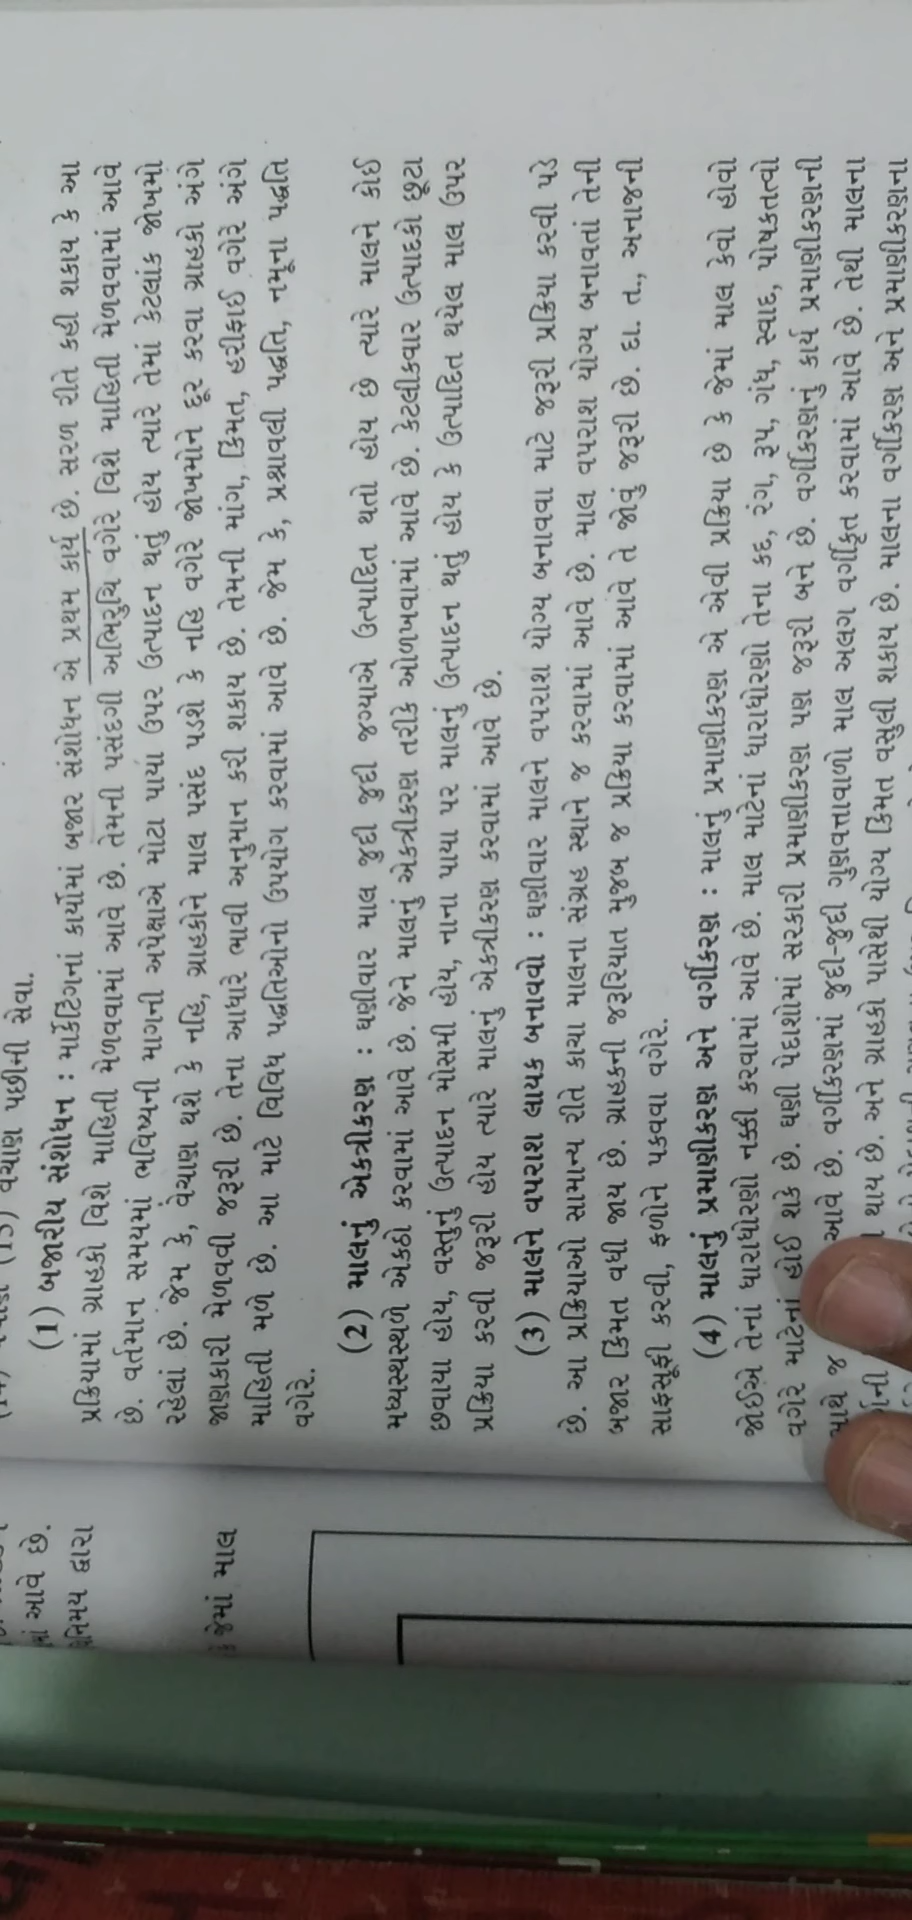 વેચાણ પછીની સેવા.
(1) બજારીય સંશોધન : માર્કેટિંગનાં કાર્યોમાં બજાર સંશોધન એ પ્રથમ કાર્ય છે. સરળ રીતે કહી શકાય કે આ
પ્રક્રિયામાં ગ્રાહકો વિશે માહિતી મેળવવામાં આવે છે. તેમની પસંદગી અભિરુચિ વગેરે વિશે માહિતી મેળવવામાં આવે
છે. વર્તમાન સમયમાં ભવિષ્યની માગની અપેક્ષાએ મોટા પાયા ઉપર ઉત્પાદન થતું હોય ત્યારે તેમાં કેટલાંક જોખમો
રહેલાં છે. જેમ કે, વેચાણ થશે કે નહિ, ગ્રાહકોને માલ પસંદ પડશે કે નહિ વગેરે જોખમોને દૂર કરવા ગ્રાહકો અંગે
જાણકારી મેળવવી જરૂરી છે. તેના આધારે ભાવી અનુમાન કરી શકાય છે. તેમની માંગ, કિંમત, હરીફાઈ વગેરે અંગે
માહિતી મળે છે. આ માટે વિવિધ પદ્ધતિઓનો ઉપયોગ કરવામાં આવે છે. જેમ કે, પ્રશ્નાવલી પદ્ધતિ, નમૂના પદ્ધતિ
વગેરે.
(2) માલનું એકત્રીકરણ : ઘણીવાર માલ જુદી જુદી જગ્યાએ ઉત્પાદિત થતો હોય છે ત્યારે માલને કોઈ
મધ્યસ્થસ્થળે એકઠો કરવામાં આવે છે. જેને માલનું એકત્રીકરણ તરીકે ઓળખવામાં આવે છે. કેટલીકવાર ઉત્પાદકો છૂટા
છવાયા હોય, વસ્તુનું ઉત્પાદન મોસમી હોય, નાના પાયા પર માલનું ઉત્પાદન થતું હોય કે ઉત્પાદિત થયેલ માલ ઉપર
પ્રક્રિયા કરવી જરૂરી હોય ત્યારે માલનું એકત્રીકરણ કરવામાં આવે છે.
(3) માલને વપરાશ લાયક બનાવવો : ઘણીવાર માલને વપરાશ યોગ્ય બનાવવા માટે જરૂરી પ્રક્રિયા કરવી પડે
છે. આ પ્રક્રિયાઓ સામાન્ય રીતે કાચા માલના સંગ્રહ સ્થાને જ કરવામાં આવે છે. માલ વપરાશ યોગ્ય બનાવતાં તેની
બજાર કિંમત વધી જાય છે. ગ્રાહકની જરૂરિયાત મુજબ જ પ્રક્રિયા કરવામાં આવે તે જોવું જરૂરી છે. દા. ત., અનાજની
સાફસૂફી કરવી, ફળોને પકવવા વગેરે.
(4) માલનું પ્રમાણીકરણ અને વર્ગીકરણ : માલનું પ્રમાણીકરણ એ એવી પ્રક્રિયા છે કે જેમાં માલ કેવો હોવો
જોઈએ તેનાં ધારાધોરણો નક્કી કરવામાં આવે છે. માલ માટેનાં ધારાધોરણો તેના કદ, રંગ, રૂપ, ગંધ, સ્વાદ, પોષકતત્વો
વગેરે માટેનાં હોઈ શકે છે. ઘણી પેદાશોમાં સરકારી પ્રમાણીકરણ પણ જરૂરી બને છે. વર્ગીકરણનું કાર્ય પ્રમાણીકરણની
સાથે જ આવે છે. વર્ગીકરણમાં જુદી-જુદી ગુણવત્તાવાળો માલ અલગ વર્ગીકૃત કરવામાં આવે છે. તેથી માલના
થાય છે. અને ગ્રાહકો પાસેથી યોગ્ય કિંમત વસૂલી શકાય છે. માલના વર્ગીકરણ અને પ્રમાણીકરણના
આવે છે.
દ્વારા
જેમાં માલ